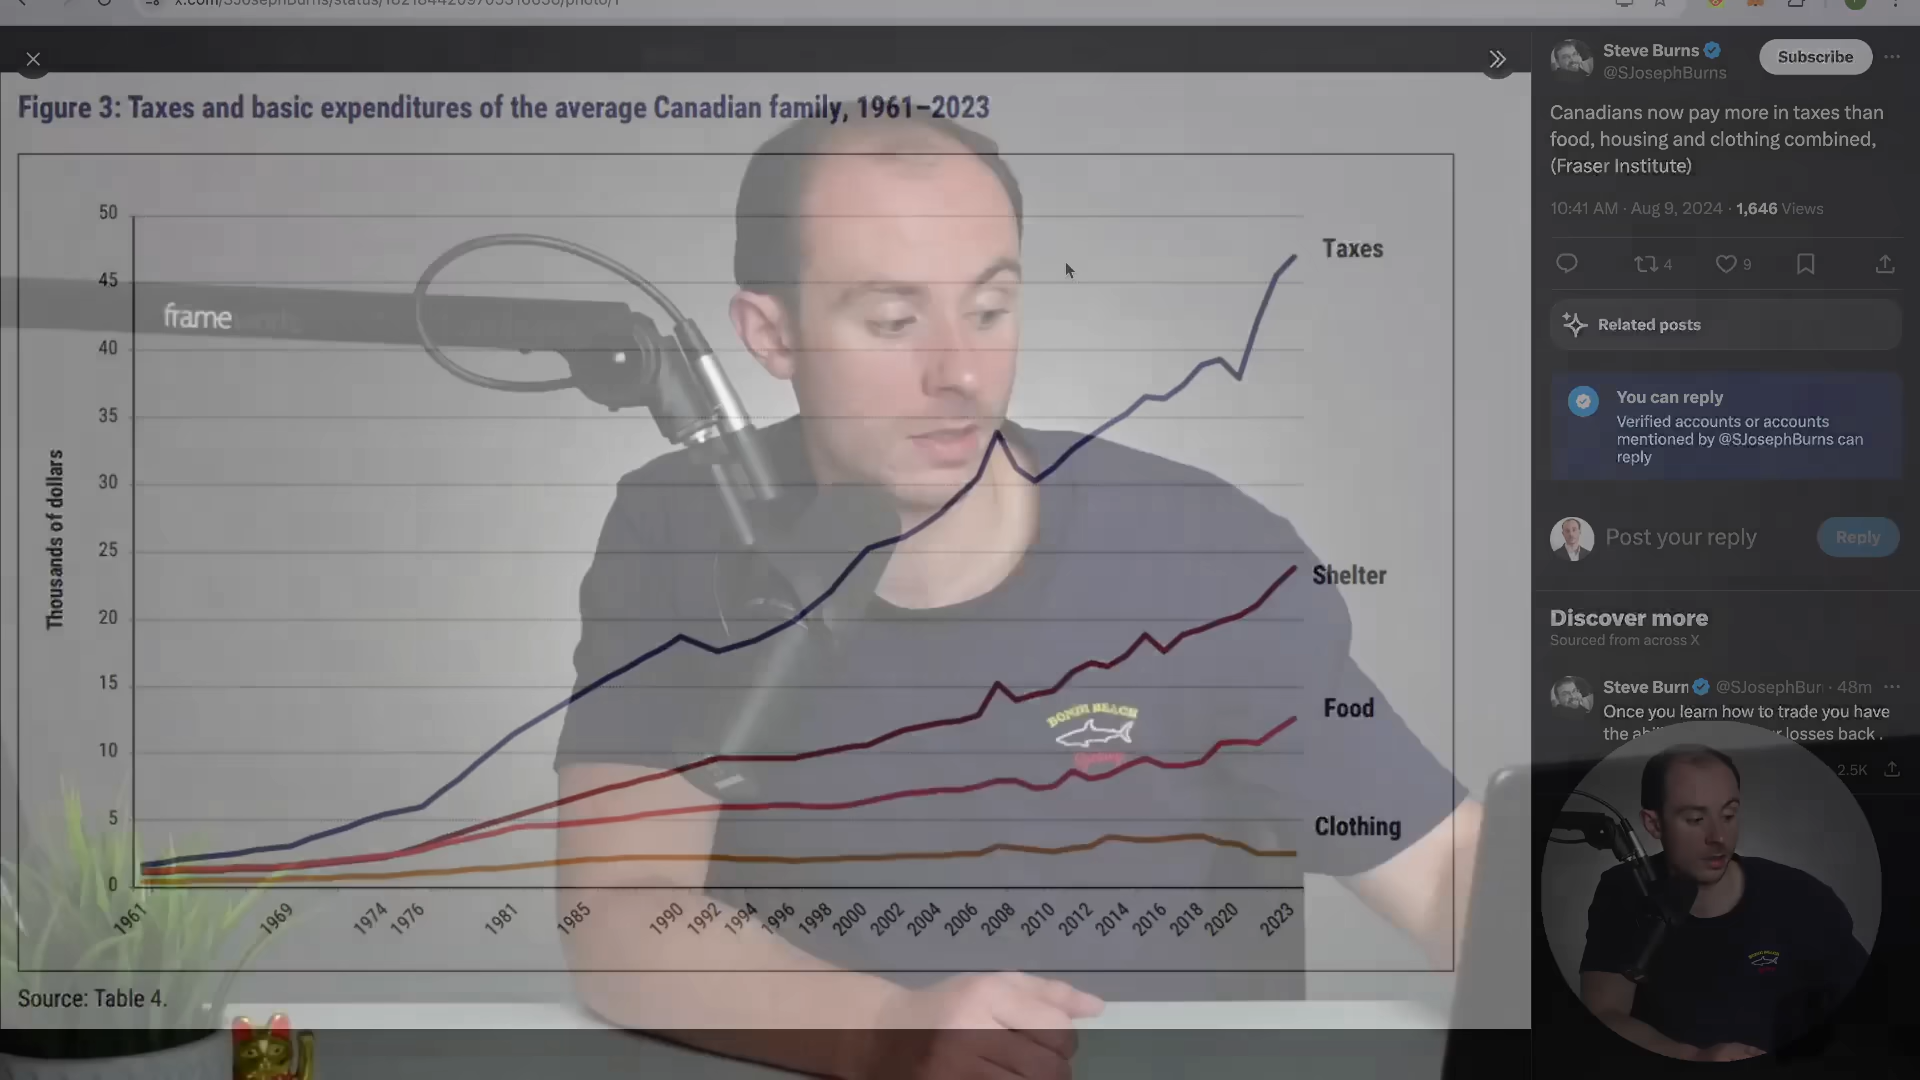 Figure 3: Taxes and basic expenditures of the average Canadian family, 1961–2023
Thousands of dollars
50
45
40
35
30
25
20
15
10
5
0
1961
1969
1974
1976
1981
1985
1990
1992
1994
1996
1998
2000
2002
2004
2006
2008
2010
2012
2014
2016
2018
2020
2023
Taxes
Shelter
Food
Clothing
Source: Table 4.
frame
BONDI BEACH
Steve Burns
@SJosephBurns
Subscribe
Canadians now pay more in taxes than
food, housing and clothing combined,
(Fraser Institute)
10:41 AM · Aug 9, 2024 · 1,646 Views
4
9
Related posts
You can reply
Verified accounts or accounts
mentioned by @SJosephBurns can
reply
Post your reply
Reply
Discover more
Sourced from across X
Steve Burn @SJosephBur · 48m
Once you learn how to trade you have
the losses back .
2.5K